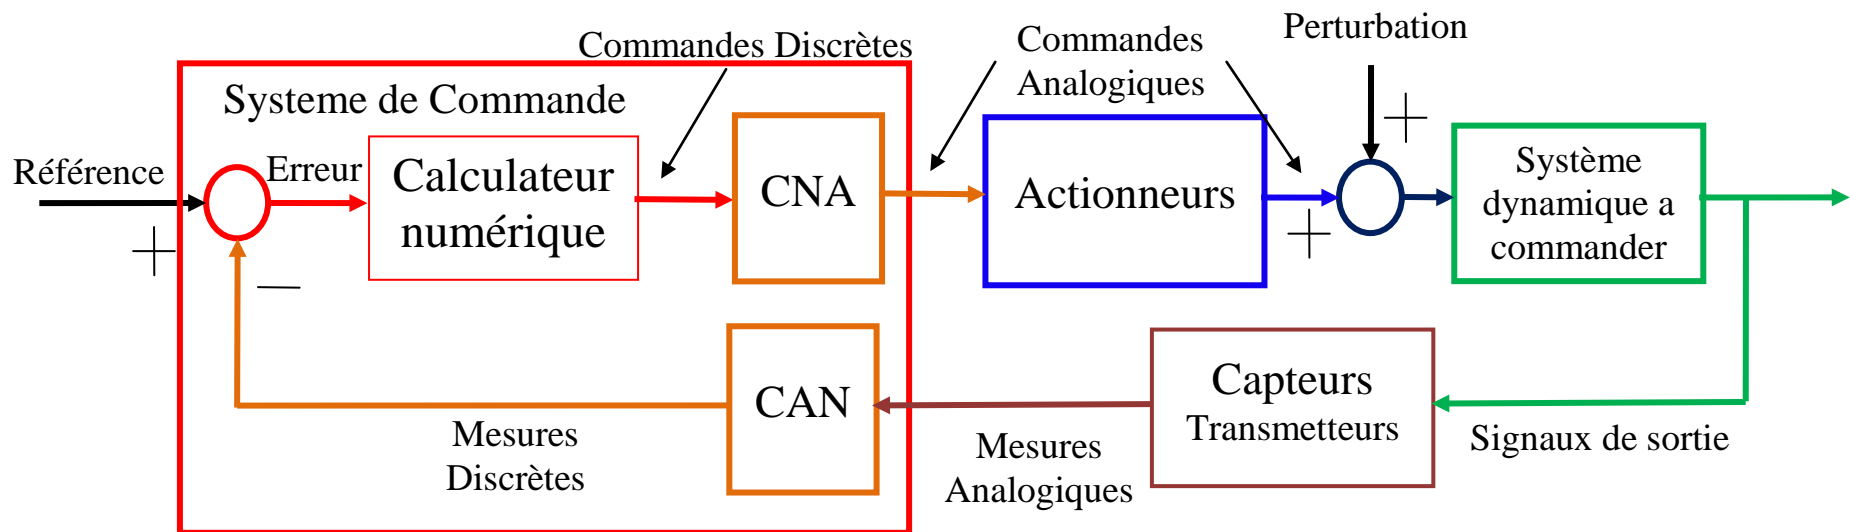 Commandes Discrètes
Commandes
Analogiques
Perturbation
Systeme de Commande
Référence
+
Erreur
−
Calculateur
numérique
CNA
Actionneurs
+
+
Système
dynamique a
commander
CAN
Capteurs
Transmetteurs
Mesures
Discrètes
Mesures
Analogiques
Signaux de sortie